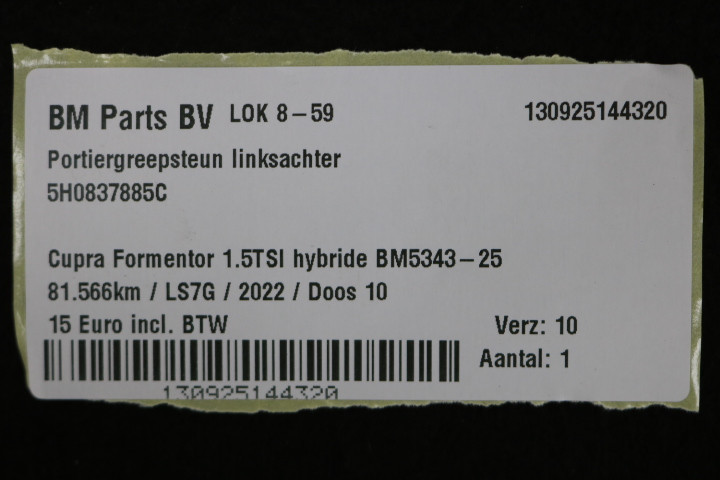 BM Parts BV LOK 8-59 130925144320
Portiergreepsteun linksachter
5H0837885C
Cupra Formentor 1.5TSI hybride BM5343-25
81.566km / LS7G / 2022 / Doos 10
15 Euro incl. BTW Verz: 10
Aantal: 1
130925144320